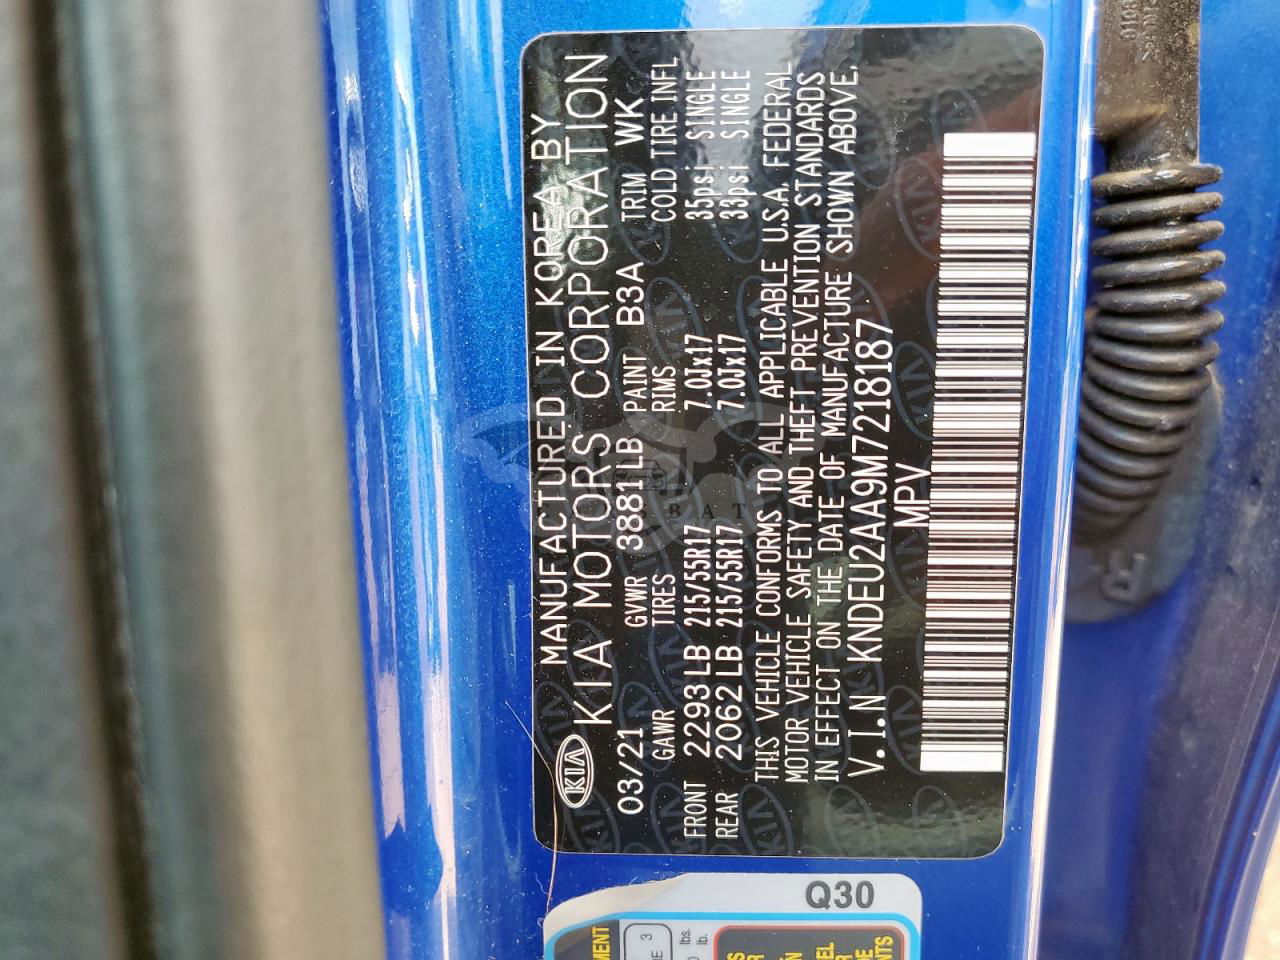 MANUFACTURED IN KOREA BY
KIA KIA MOTORS CORPORATION
03/21 GVWR 3881LB PAINT B3A TRIM WK
GAWR TIRES RIMS COLD TIRE INFL
FRONT 2293LB 215/55R17 7.0Jx17 35psi SINGLE
REAR 2062LB 215/55R17 7.0Jx17 33psi SINGLE
THIS VEHICLE CONFORMS TO ALL APPLICABLE U.S.A. FEDERAL
MOTOR VEHICLE SAFETY AND THEFT PREVENTION STANDARDS
IN EFFECT ON THE DATE OF MANUFACTURE SHOWN ABOVE.
V.I.N KNDEU2AA9M7218187
MPV
Q30